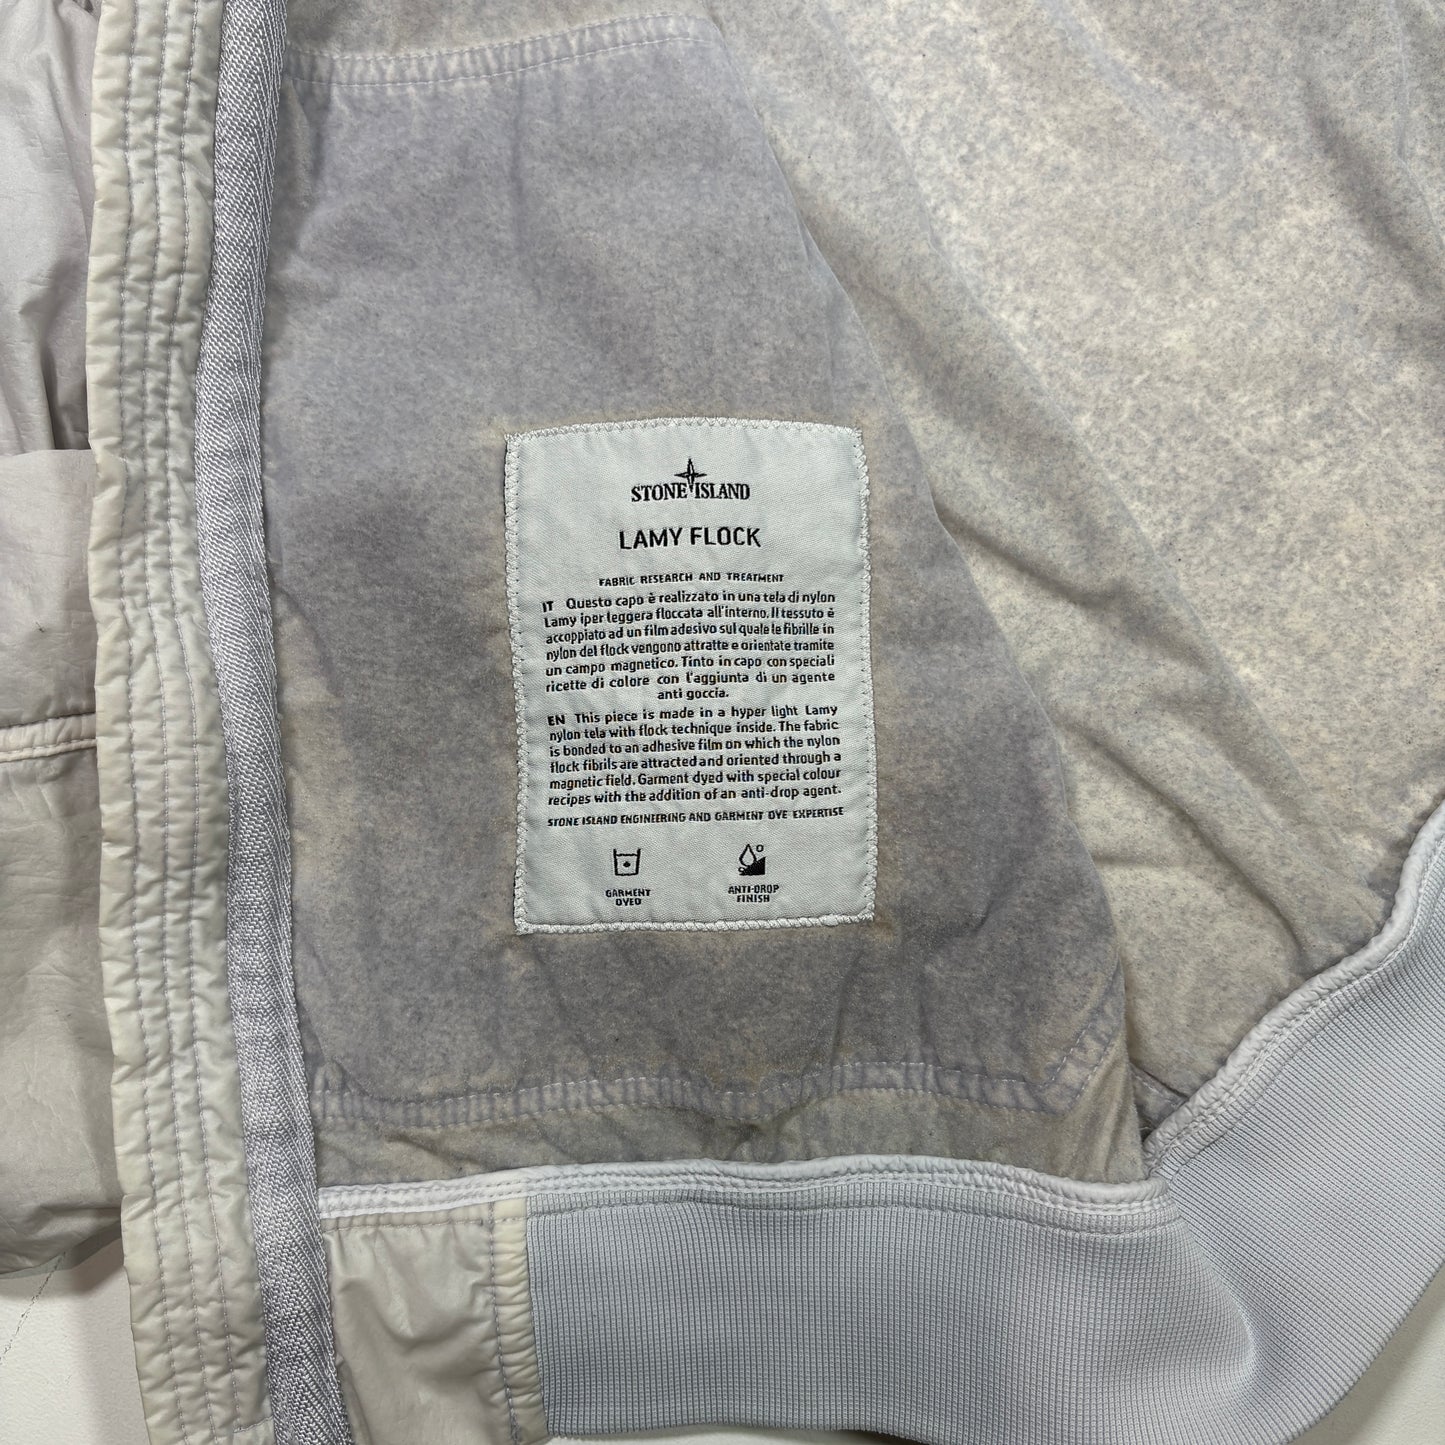 STONE ISLAND
LAMY FLOCK
FABRIC RESEARCH AND TREATMENT
IT Questo capo è realizzato in una tela di nylon
Lamy iper leggera floccata all'interno. Il tessuto è
accoppiato ad un film adesivo sul quale le fibrille in
nylon del flock vengono attratte e orientate tramite
un campo magnetico. Tinto in capo con speciali
ricette di colore con l'aggiunta di un agente
anti goccia.
EN This piece is made in a hyper light Lamy
nylon tela with flock technique inside. The fabric
is bonded to an adhesive film on which the nylon
flock fibrils are attracted and oriented through a
magnetic field. Garment dyed with special colour
recipes with the addition of an anti-drop agent.
STONE ISLAND ENGINEERING AND GARMENT DYE EXPERTISE
GARMENT
DYED
ANTI-DROP
FINISH